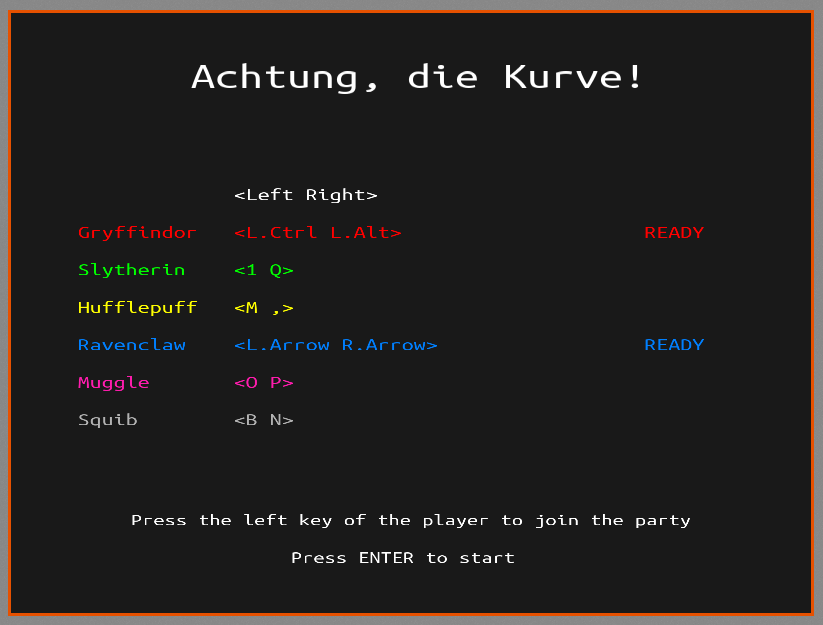 Achtung, die Kurve!
<Left Right>
Gryffindor <L.Ctrl L.Alt> READY
Slytherin <1 Q>
Hufflepuff <M ,>
Ravenclaw <L.Arrow R.Arrow> READY
Muggle <O P>
Squib <B N>
Press the left key of the player to join the party
Press ENTER to start